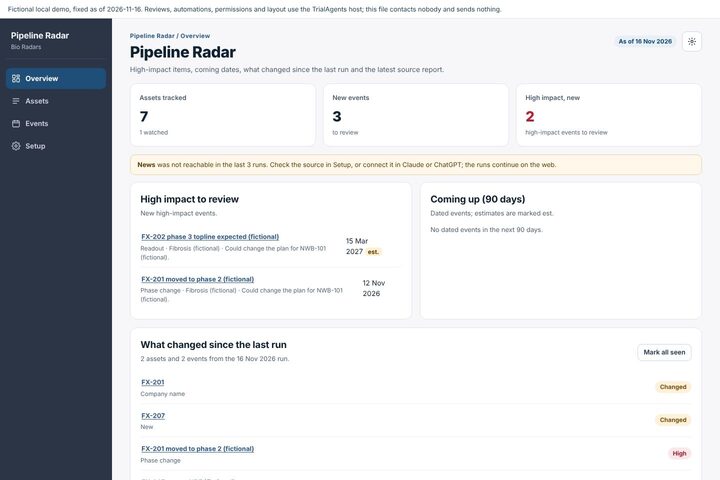 Fictional local demo, fixed as of 2026-11-16. Reviews, automations, permissions and layout use the TrialAgents host; this file contacts nobody and sends nothing.
Pipeline Radar
Bio Radars
Overview
Assets
Events
Setup
Pipeline Radar / Overview
Pipeline Radar
High-impact items, coming dates, what changed since the last run and the latest source report.
As of 16 Nov 2026
Assets tracked
7
1 watched
New events
3
to review
High impact, new
2
high-impact events to review
News was not reachable in the last 3 runs. Check the source in Setup, or connect it in Claude or ChatGPT; the runs continue on the web.
High impact to review
New high-impact events.
FX-202 phase 3 topline expected (fictional)
Readout · Fibrosis (fictional) · Could change the plan for NWB-101
(fictional).
15 Mar
2027 est.
FX-201 moved to phase 2 (fictional)
Phase change · Fibrosis (fictional) · Could change the plan for NWB-101
(fictional).
12 Nov
2026
Coming up (90 days)
Dated events; estimates are marked est.
No dated events in the next 90 days.
What changed since the last run
2 assets and 2 events from the 16 Nov 2026 run.
Mark all seen
FX-201
Company name
Changed
FX-207
New
Changed
FX-201 moved to phase 2 (fictional)
Phase change
High